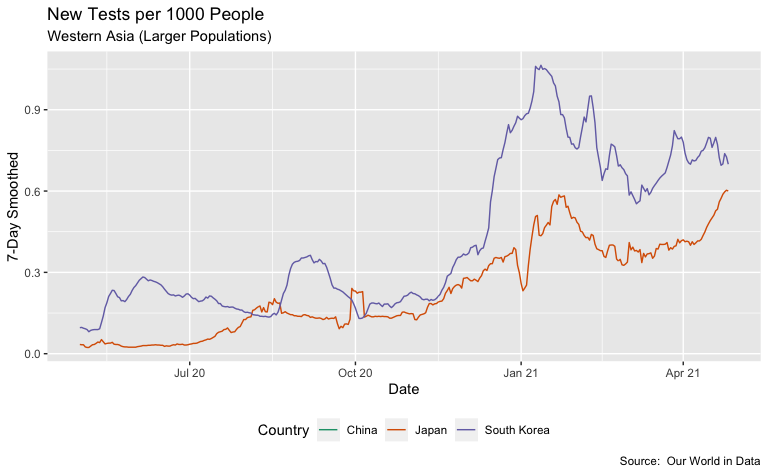 New Tests per 1000 People
Western Asia (Larger Populations)
7-Day Smoothed
0.9
0.6
0.3
0.0
Jul 20 Oct 20 Jan 21 Apr 21
Date
Country China Japan South Korea
Source: Our World in Data